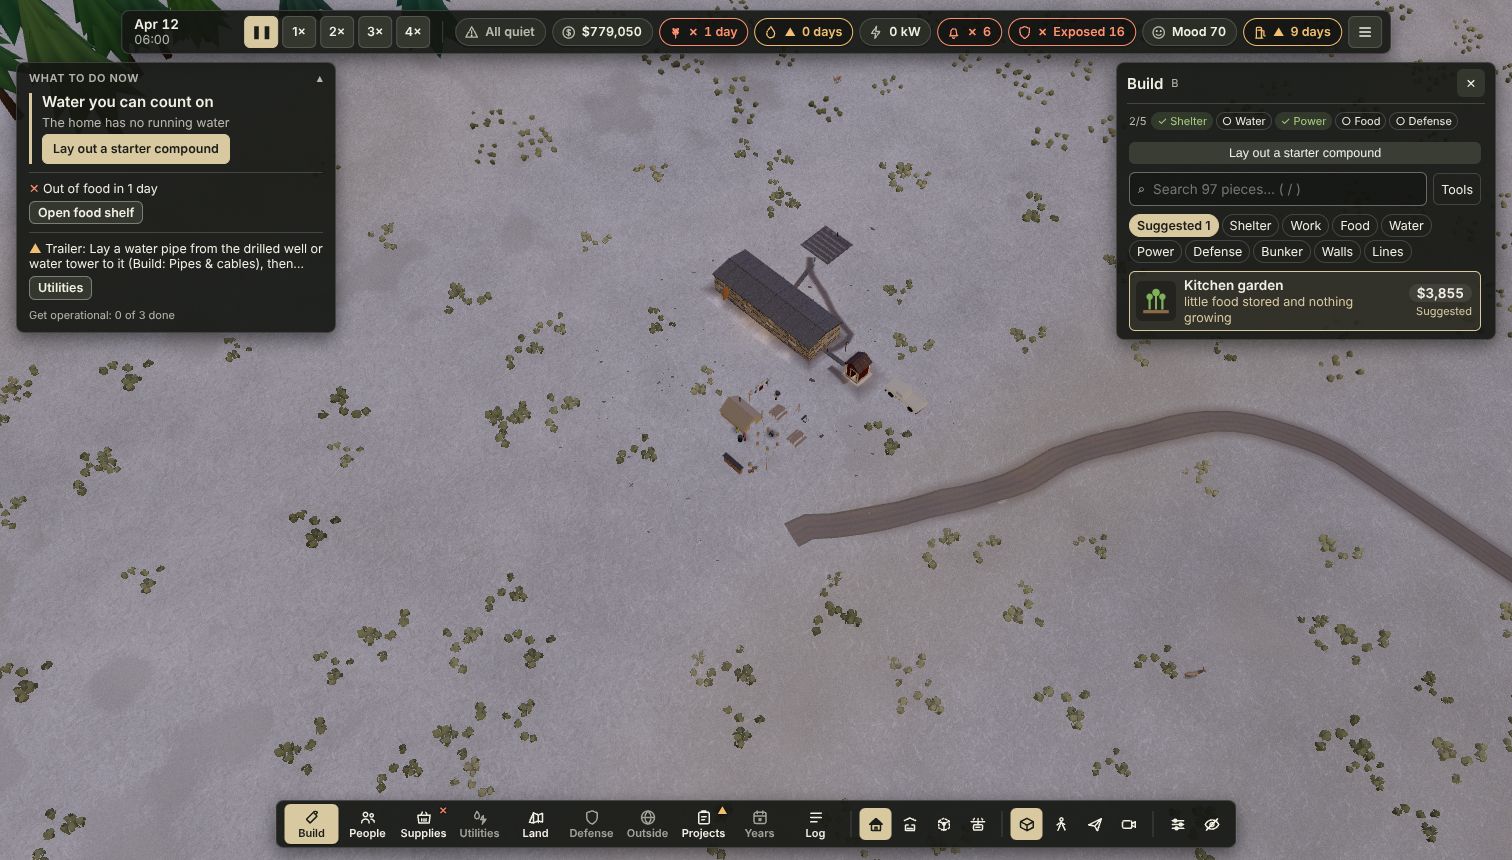 Apr 12
06:00
1×
2×
3×
4×
All quiet
$779,050
× 1 day
0 days
0 kW
× 6
× Exposed 16
Mood 70
9 days
WHAT TO DO NOW
Water you can count on
The home has no running water
Lay out a starter compound
× Out of food in 1 day
Open food shelf
Trailer: Lay a water pipe from the drilled well or
water tower to it (Build: Pipes & cables), then...
Utilities
Get operational: 0 of 3 done
Build B
×
2/5 ✓ Shelter Water ✓ Power Food Defense
Lay out a starter compound
Search 97 pieces... ( / )
Tools
Suggested 1 Shelter Work Food Water
Power Defense Bunker Walls Lines
Kitchen garden
little food stored and nothing
growing
$3,855
Suggested
Build
People
Supplies
Utilities
Land
Defense
Outside
Projects
Years
Log